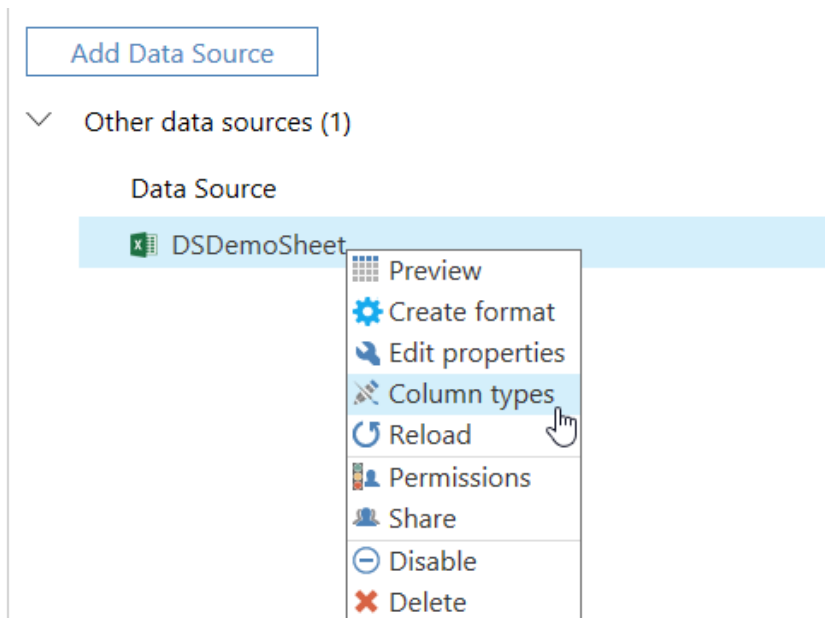 Add Data Source
Other data sources (1)
Data Source
DSDemoSheet
Preview
Create format
Edit properties
Column types
Reload
Permissions
Share
Disable
Delete